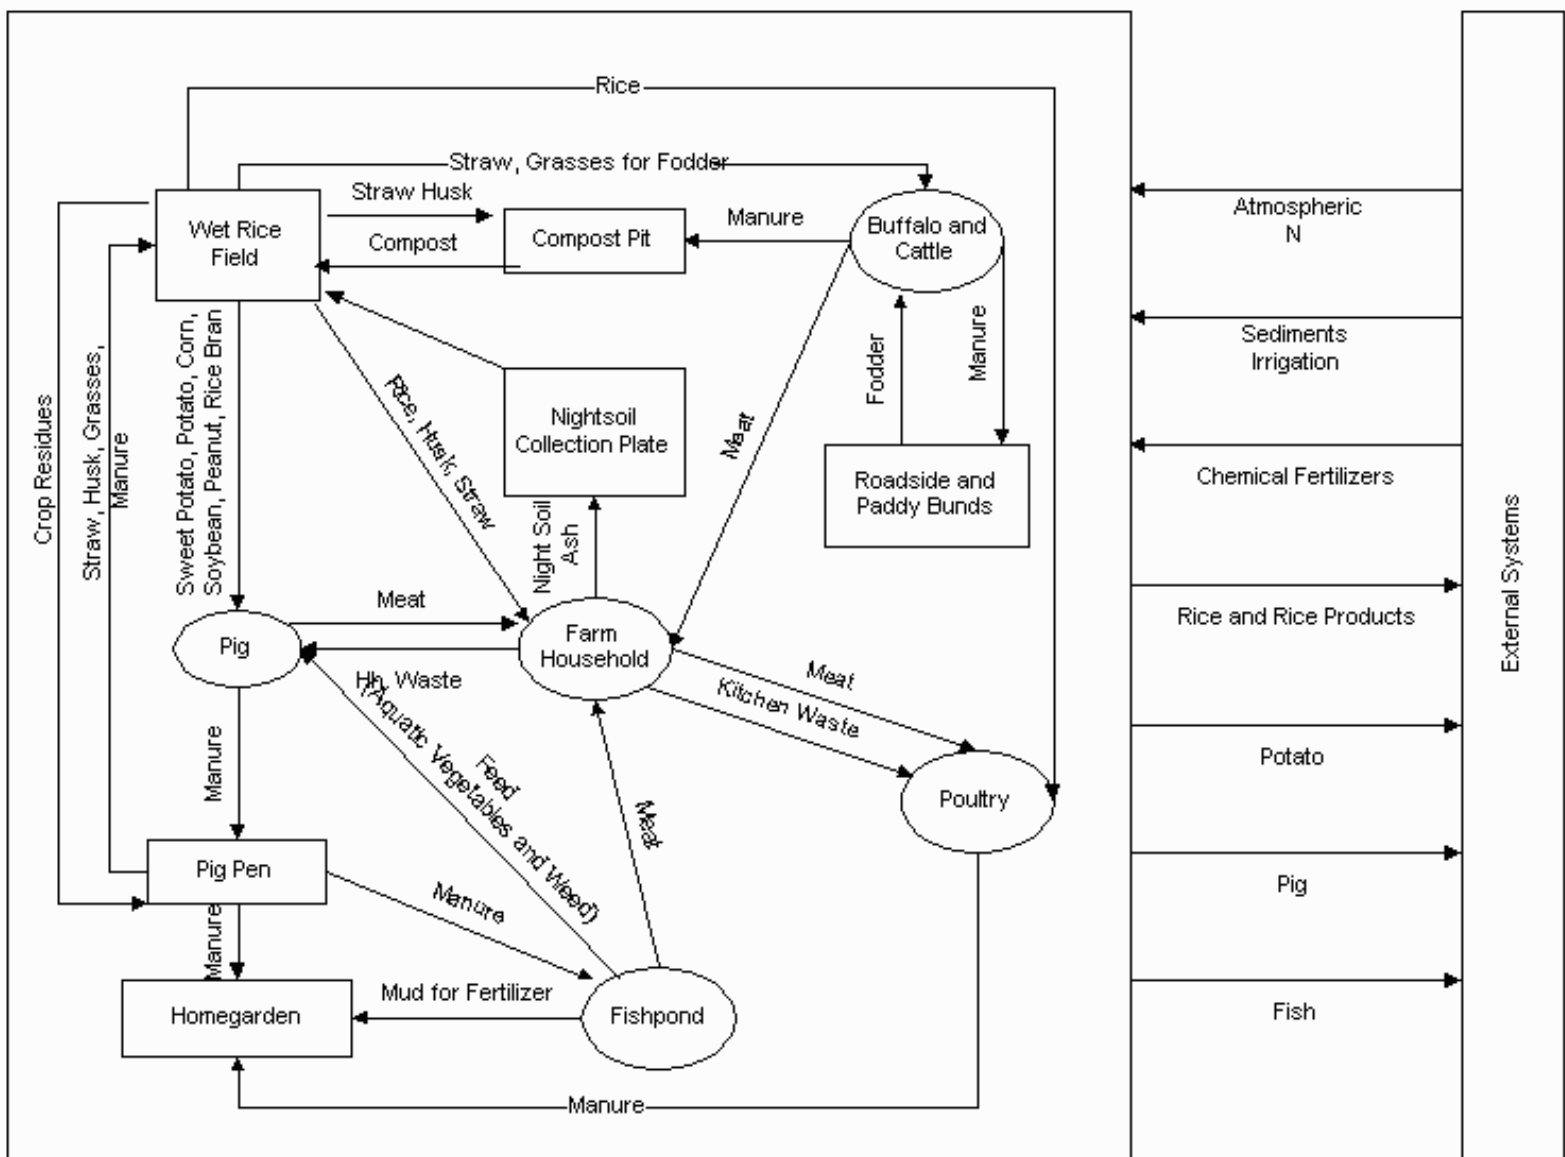 Rice
Straw, Grasses for Fodder
Straw Husk
Wet Rice
Field
Compost
Compost Pit
Manure
Buffalo and
Cattle
Atmospheric
N
Sediments
Irrigation
Chemical Fertilizers
Rice and Rice Products
Potato
Pig
Fish
External Systems
Crop Residues
Straw, Husk, Grasses,
Manure
Sweet Potato, Potato, Corn,
Soybean, Peanut, Rice Bran
Rice, Husk, Straw
Nightsoil
Collection Plate
Night Soil
Ash
Meat
Fodder
Manure
Roadside and
Paddy Bunds
Pig
Meat
Farm
Household
Hh. Waste
Meat
Kitchen Waste
Poultry
Manure
Feed
(Aquatic Vegetables and Weed)
Meat
Pig Pen
Manure
Manure
Homegarden
Mud for Fertilizer
Fishpond
Manure